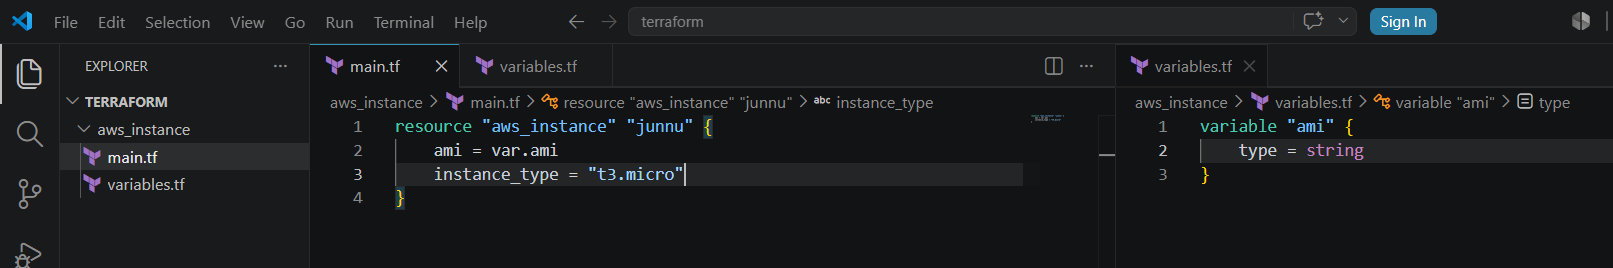 File Edit Selection View Go Run Terminal Help
terraform
Sign In
EXPLORER
TERRAFORM
aws_instance
main.tf
variables.tf
main.tf
variables.tf
aws_instance > main.tf > resource "aws_instance" "junnu" > abc instance_type
1 resource "aws_instance" "junnu" {
2 ami = var.ami
3 instance_type = "t3.micro"
4 }
variables.tf
aws_instance > variables.tf > variable "ami" > type
1 variable "ami" {
2 type = string
3 }